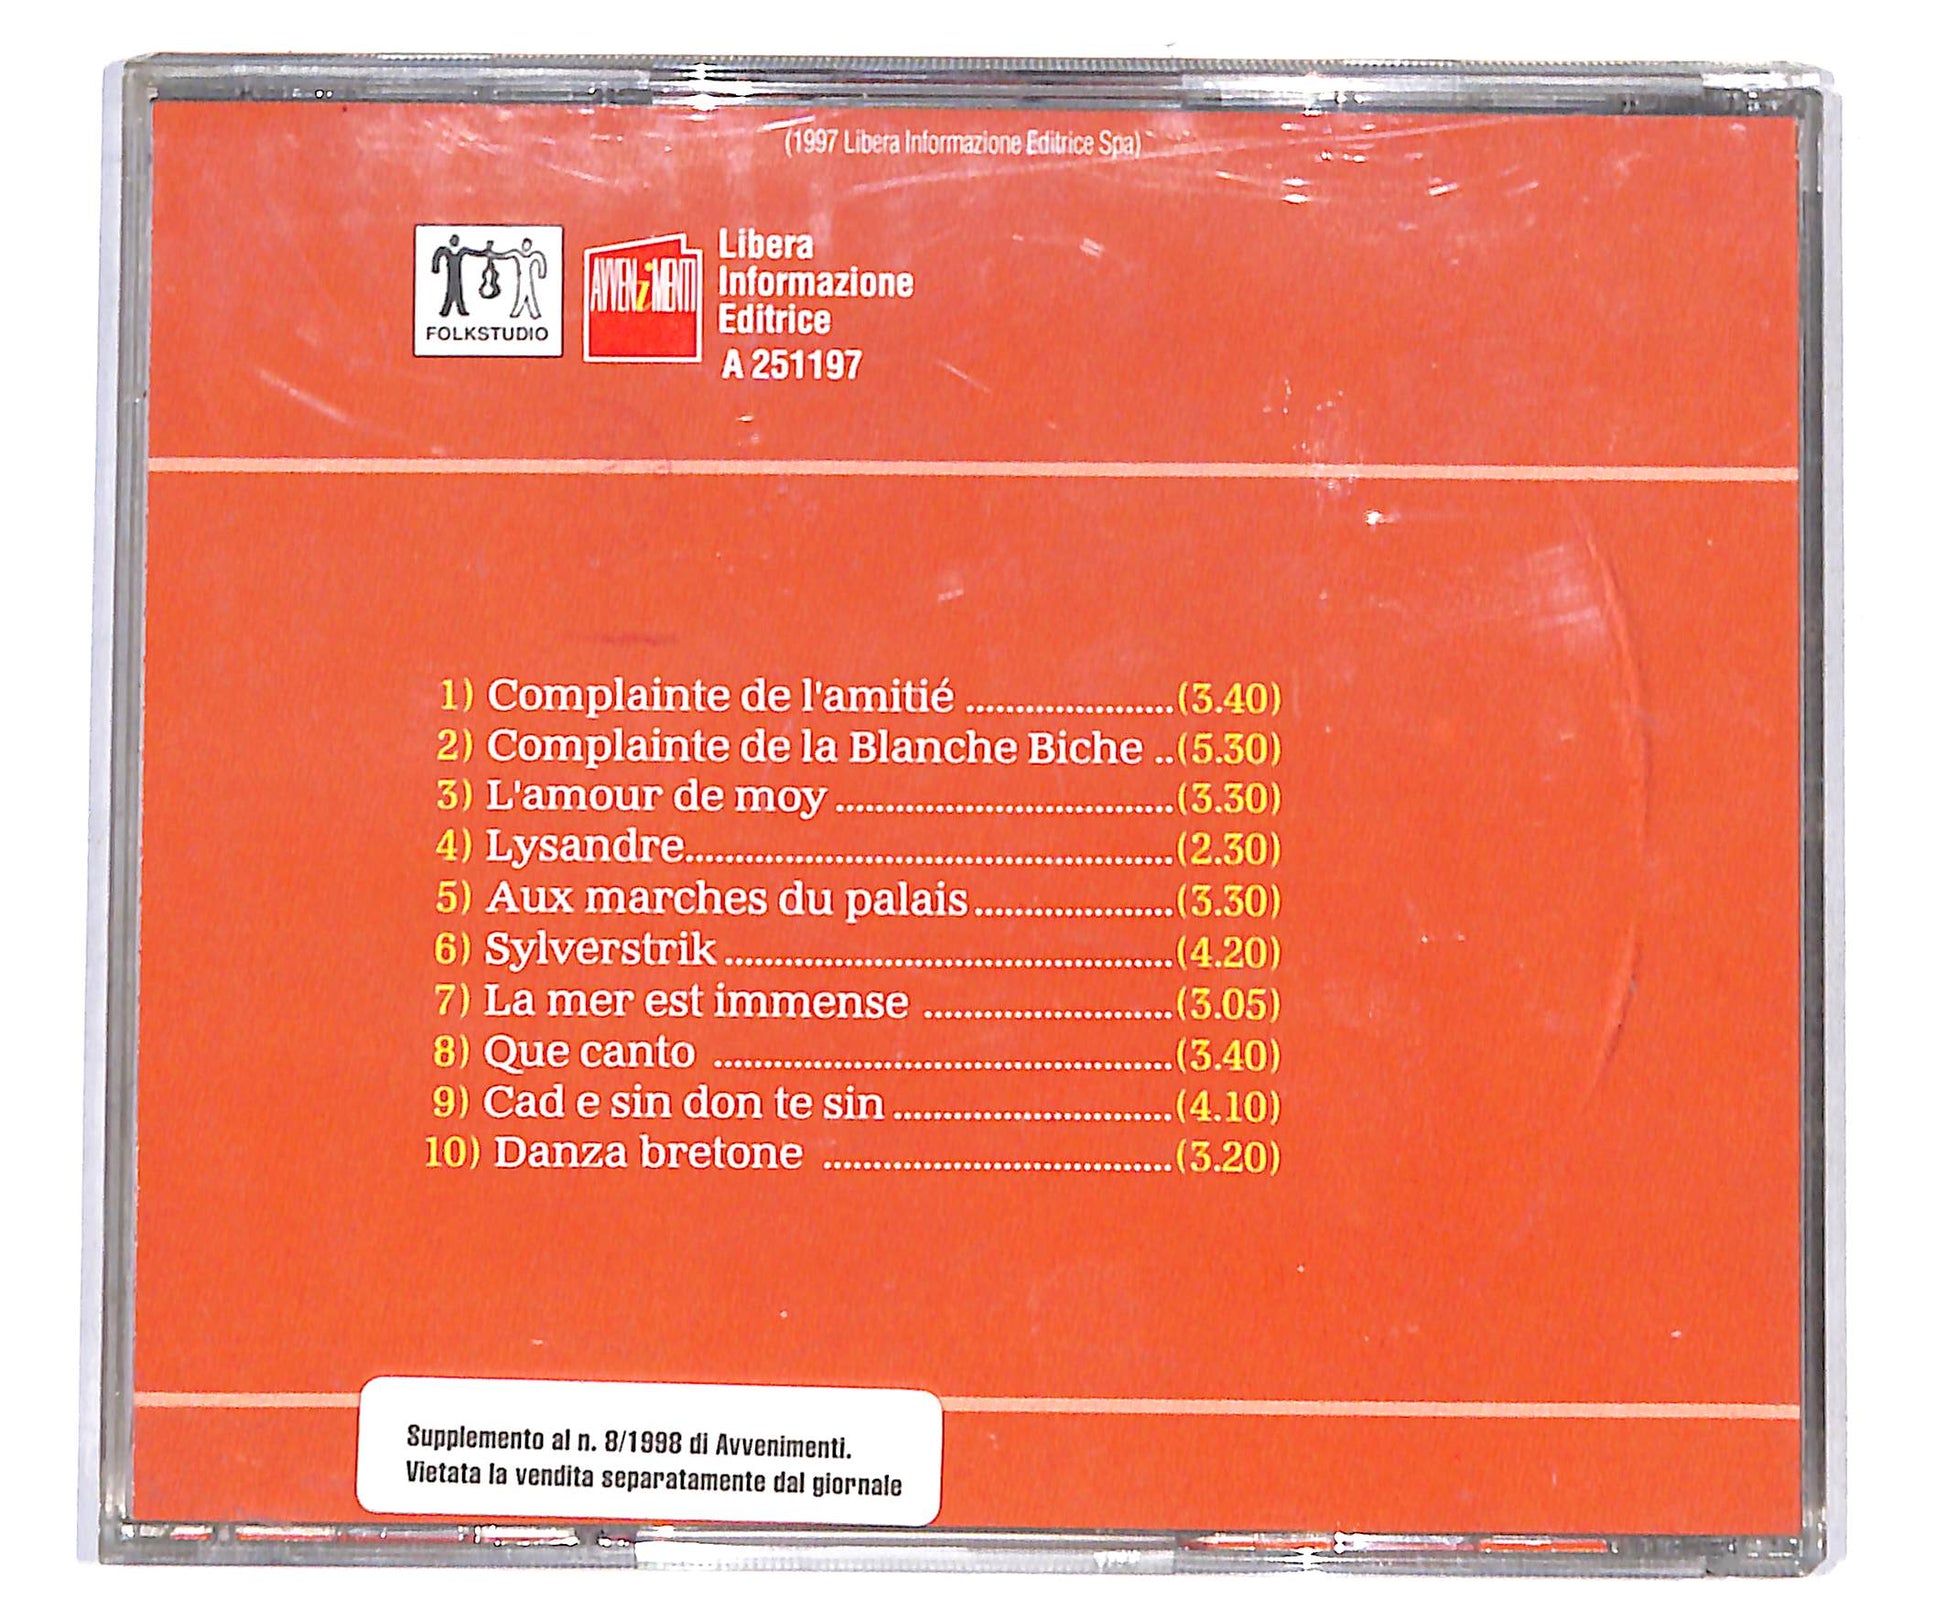 (1997 Libera Informazione Editrice Spa)
FOLKSTUDIO
AVVENiMENTI
Libera
Informazione
Editrice
A 251197
1) Complainte de l'amitié .....................(3.40)
2) Complainte de la Blanche Biche ..(5.30)
3) L'amour de moy ..................................(3.30)
4) Lysandre.................................................(2.30)
5) Aux marches du palais....................(3.30)
6) Sylverstrik .............................................(4.20)
7) La mer est immense .........................(3.05)
8) Que canto ..............................................(3.40)
9) Cad e sin don te sin ............................(4.10)
10) Danza bretone ...................................(3.20)
Supplemento al n. 8/1998 di Avvenimenti.
Vietata la vendita separatamente dal giornale